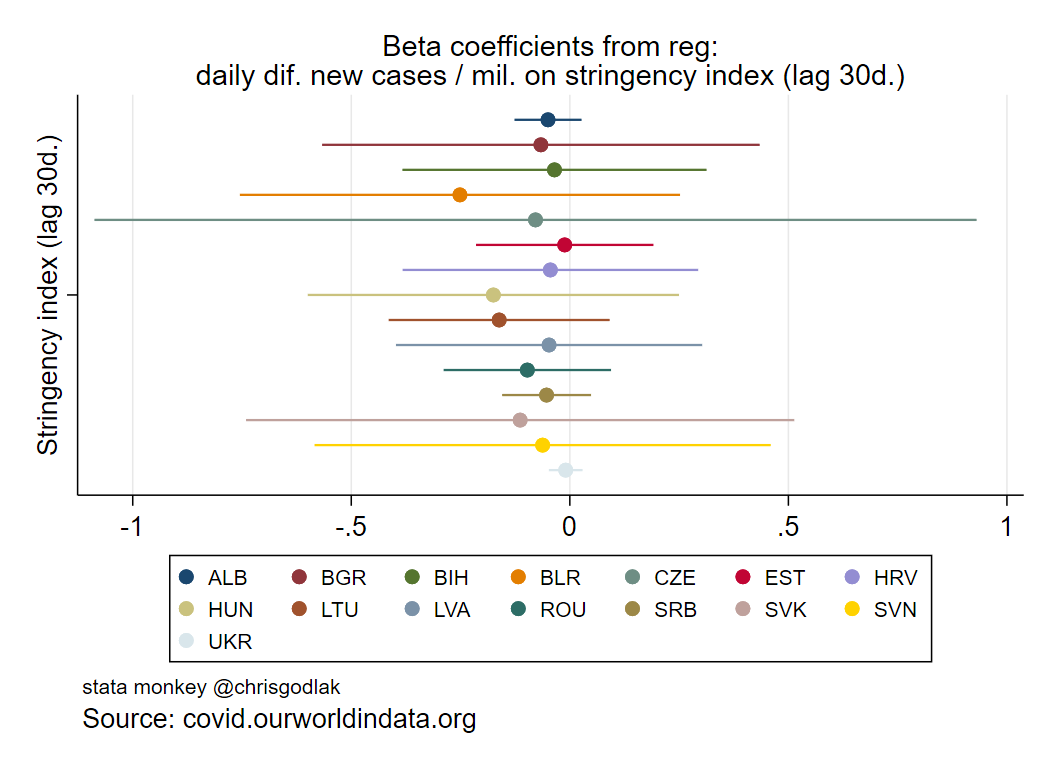 Beta coefficients from reg:
daily dif. new cases / mil. on stringency index (lag 30d.)
Stringency index (lag 30d.)
-1 -.5 0 .5 1
ALB BGR BIH BLR CZE EST HRV
HUN LTU LVA ROU SRB SVK SVN
UKR
stata monkey @chrisgodlak
Source: covid.ourworldindata.org